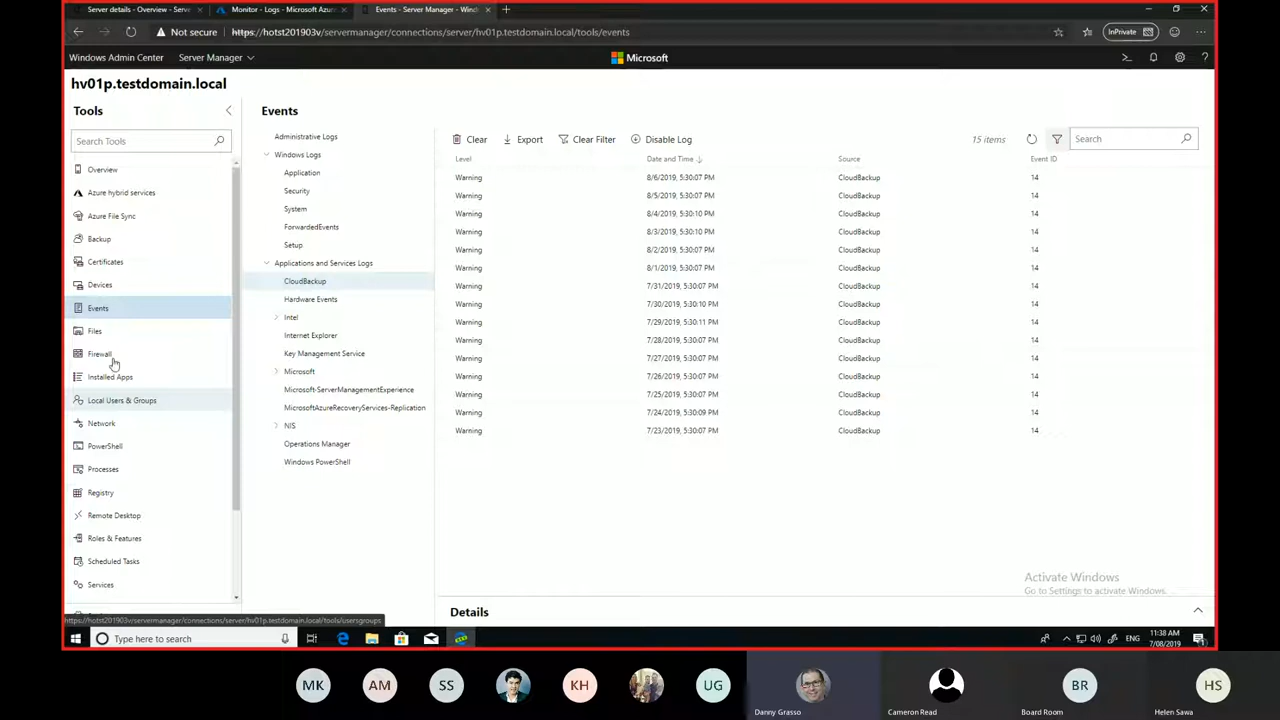 Server details - Overview - Serve
Monitor - Logs - Microsoft Azur
Events - Server Manager - Wind
Not secure
https://hotst201903v/servermanager/connections/server/hv01p.testdomain.local/tools/events
InPrivate
Windows Admin Center
Server Manager
Microsoft
hv01p.testdomain.local
Tools
Search Tools
Overview
Azure hybrid services
Azure File Sync
Backup
Certificates
Devices
Events
Files
Firewall
Installed Apps
Local Users & Groups
Network
PowerShell
Processes
Registry
Remote Desktop
Roles & Features
Scheduled Tasks
Services
https://hotst201903v/servermanager/connections/server/hv01p.testdomain.local/tools/usersgroups
Events
Administrative Logs
Windows Logs
Application
Security
System
ForwardedEvents
Setup
Applications and Services Logs
CloudBackup
Hardware Events
Intel
Internet Explorer
Key Management Service
Microsoft
Microsoft-ServerManagementExperience
MicrosoftAzureRecoveryServices-Replication
NIS
Operations Manager
Windows PowerShell
Clear Export Clear Filter Disable Log 15 items Search
Level Date and Time Source Event ID
Warning 8/6/2019, 5:30:07 PM CloudBackup 14
Warning 8/5/2019, 5:30:07 PM CloudBackup 14
Warning 8/4/2019, 5:30:10 PM CloudBackup 14
Warning 8/3/2019, 5:30:10 PM CloudBackup 14
Warning 8/2/2019, 5:30:07 PM CloudBackup 14
Warning 8/1/2019, 5:30:07 PM CloudBackup 14
Warning 7/31/2019, 5:30:07 PM CloudBackup 14
Warning 7/30/2019, 5:30:10 PM CloudBackup 14
Warning 7/29/2019, 5:30:11 PM CloudBackup 14
Warning 7/28/2019, 5:30:07 PM CloudBackup 14
Warning 7/27/2019, 5:30:07 PM CloudBackup 14
Warning 7/26/2019, 5:30:07 PM CloudBackup 14
Warning 7/25/2019, 5:30:07 PM CloudBackup 14
Warning 7/24/2019, 5:30:09 PM CloudBackup 14
Warning 7/23/2019, 5:30:07 PM CloudBackup 14
Activate Windows
Go to Settings to activate Windows.
Details
Type here to search
ENG
11:38 AM
7/08/2019
MK AM SS KH UG BR HS
Danny Grasso
Cameron Read
Board Room
Helen Sawa